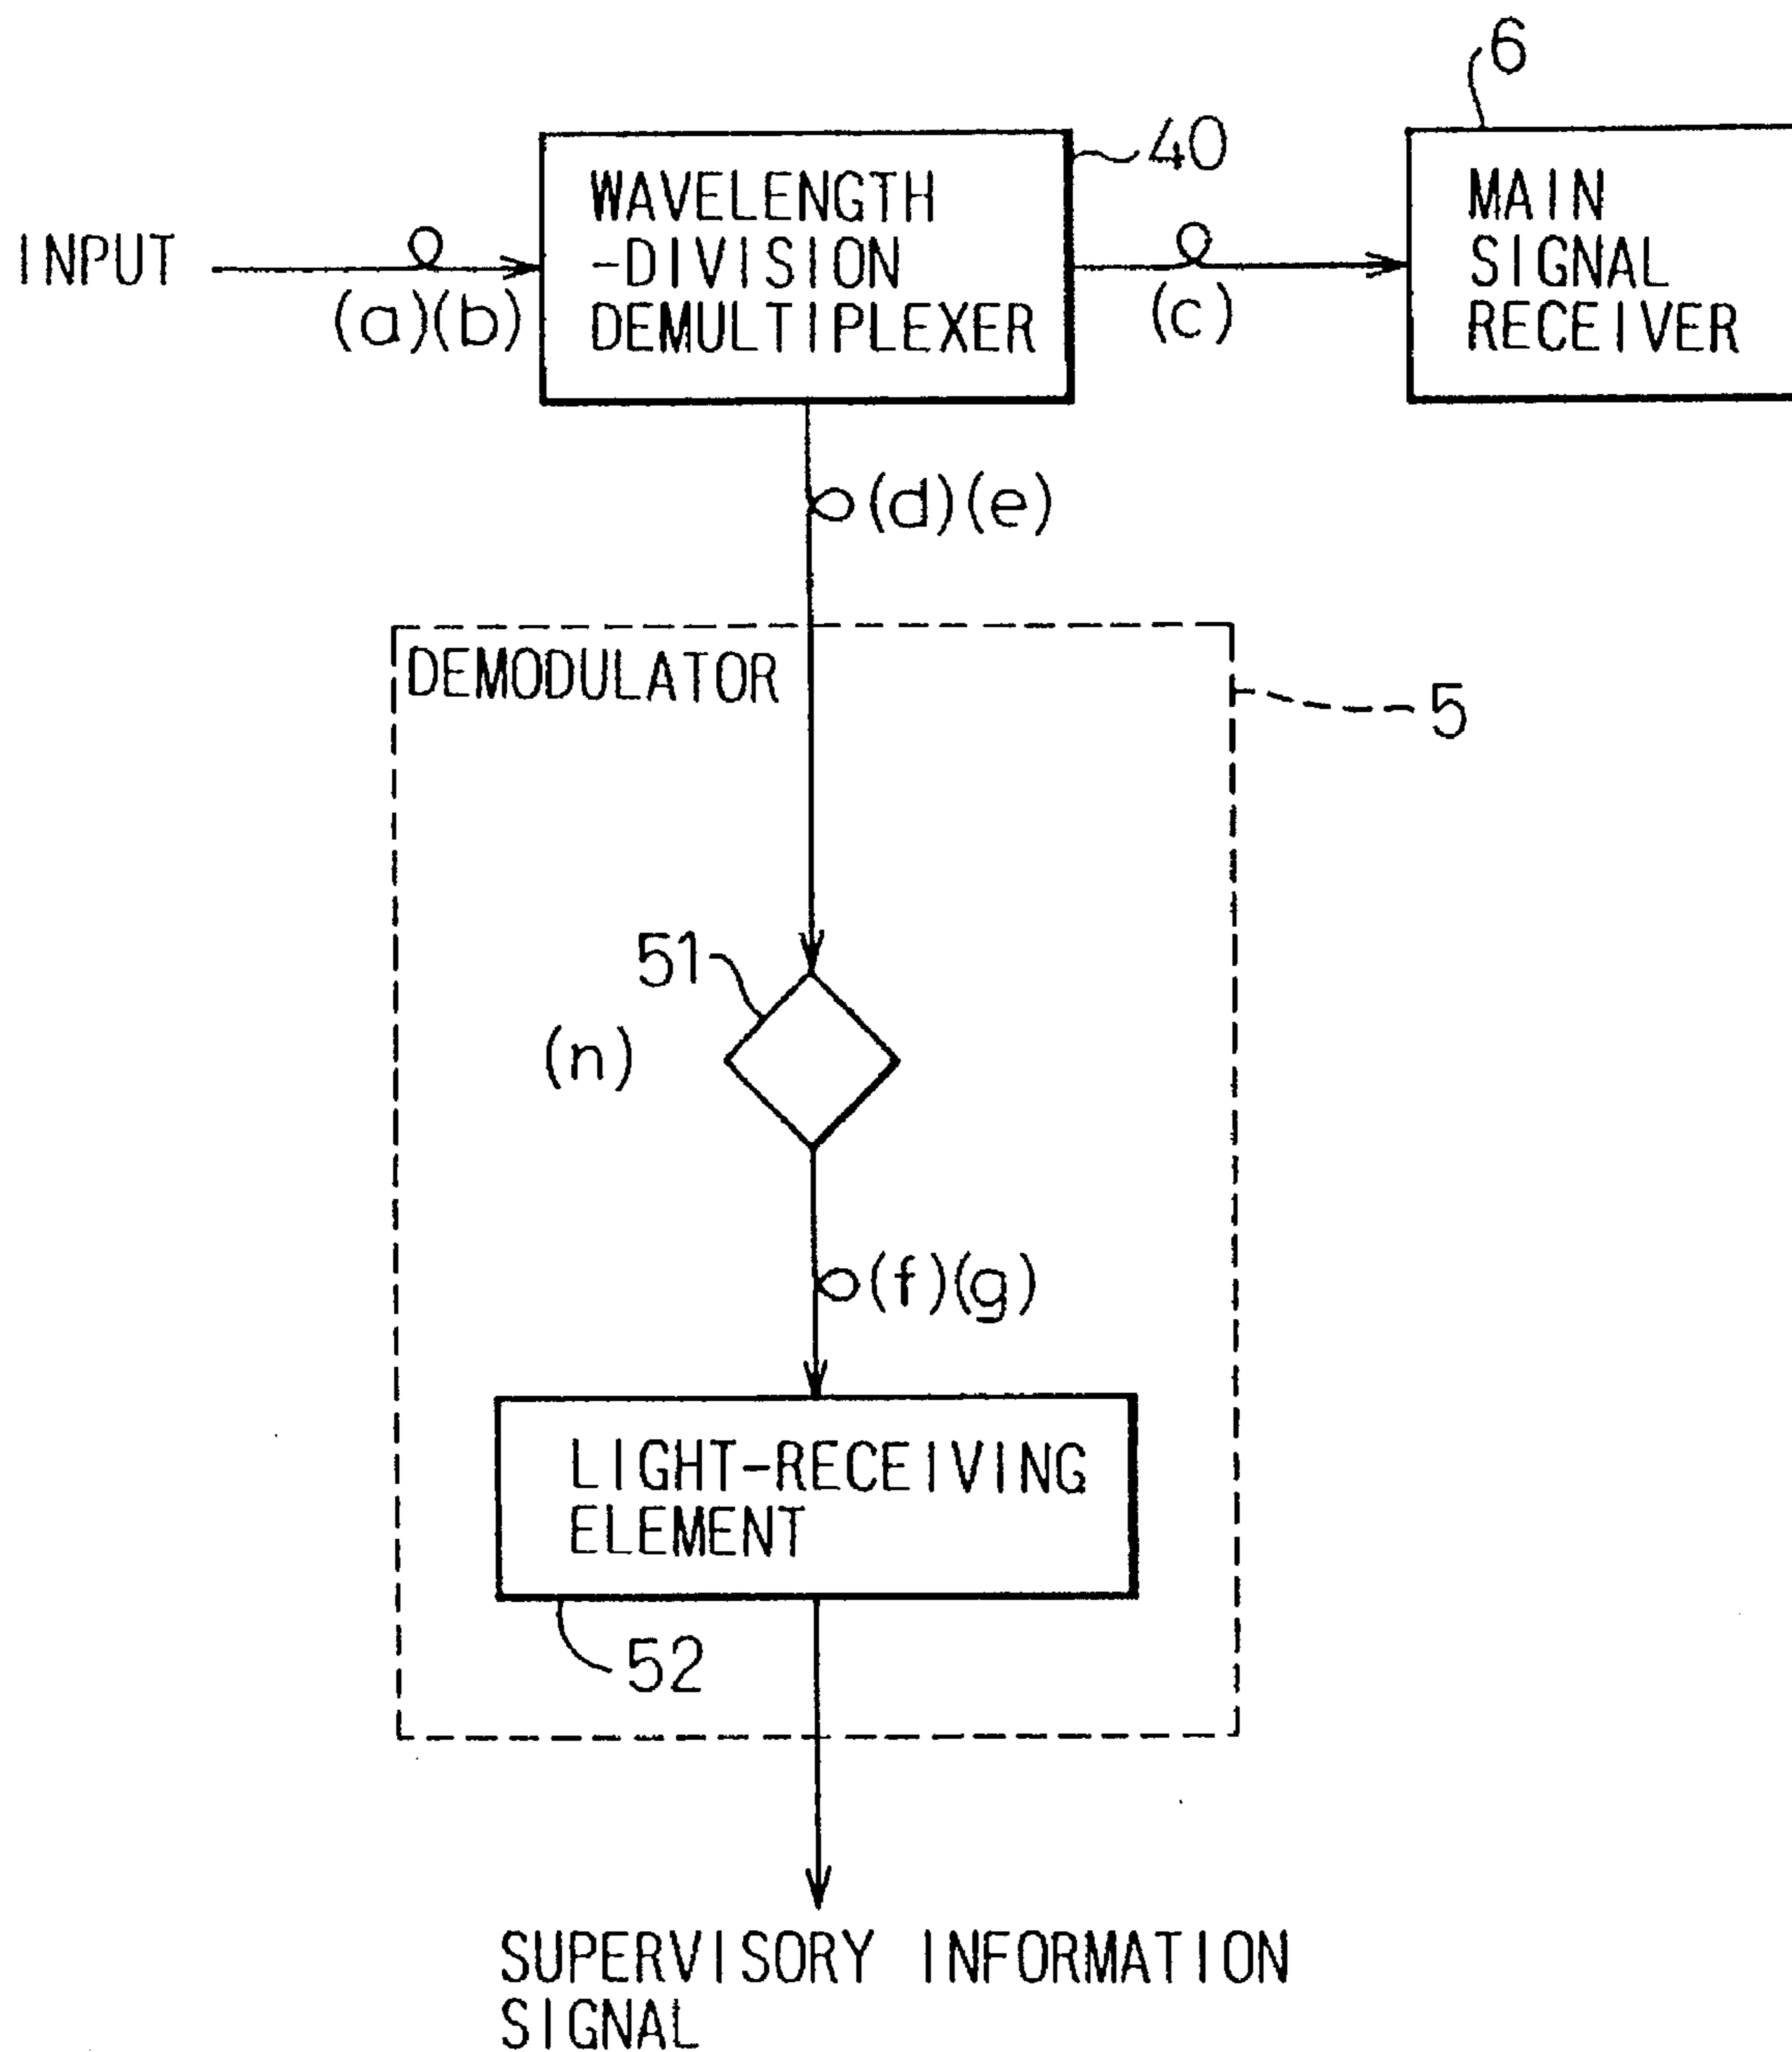 6
40
WAVELENGTH
-DIVISION
DEMULTIPLEXER
MAIN
SIGNAL
RECEIVER
INPUT
(a)(b)
(c)
(d)(e)
DEMODULATOR
5
51
(n)
(f)(g)
LIGHT-RECEIVING
ELEMENT
52
SUPERVISORY INFORMATION
SIGNAL